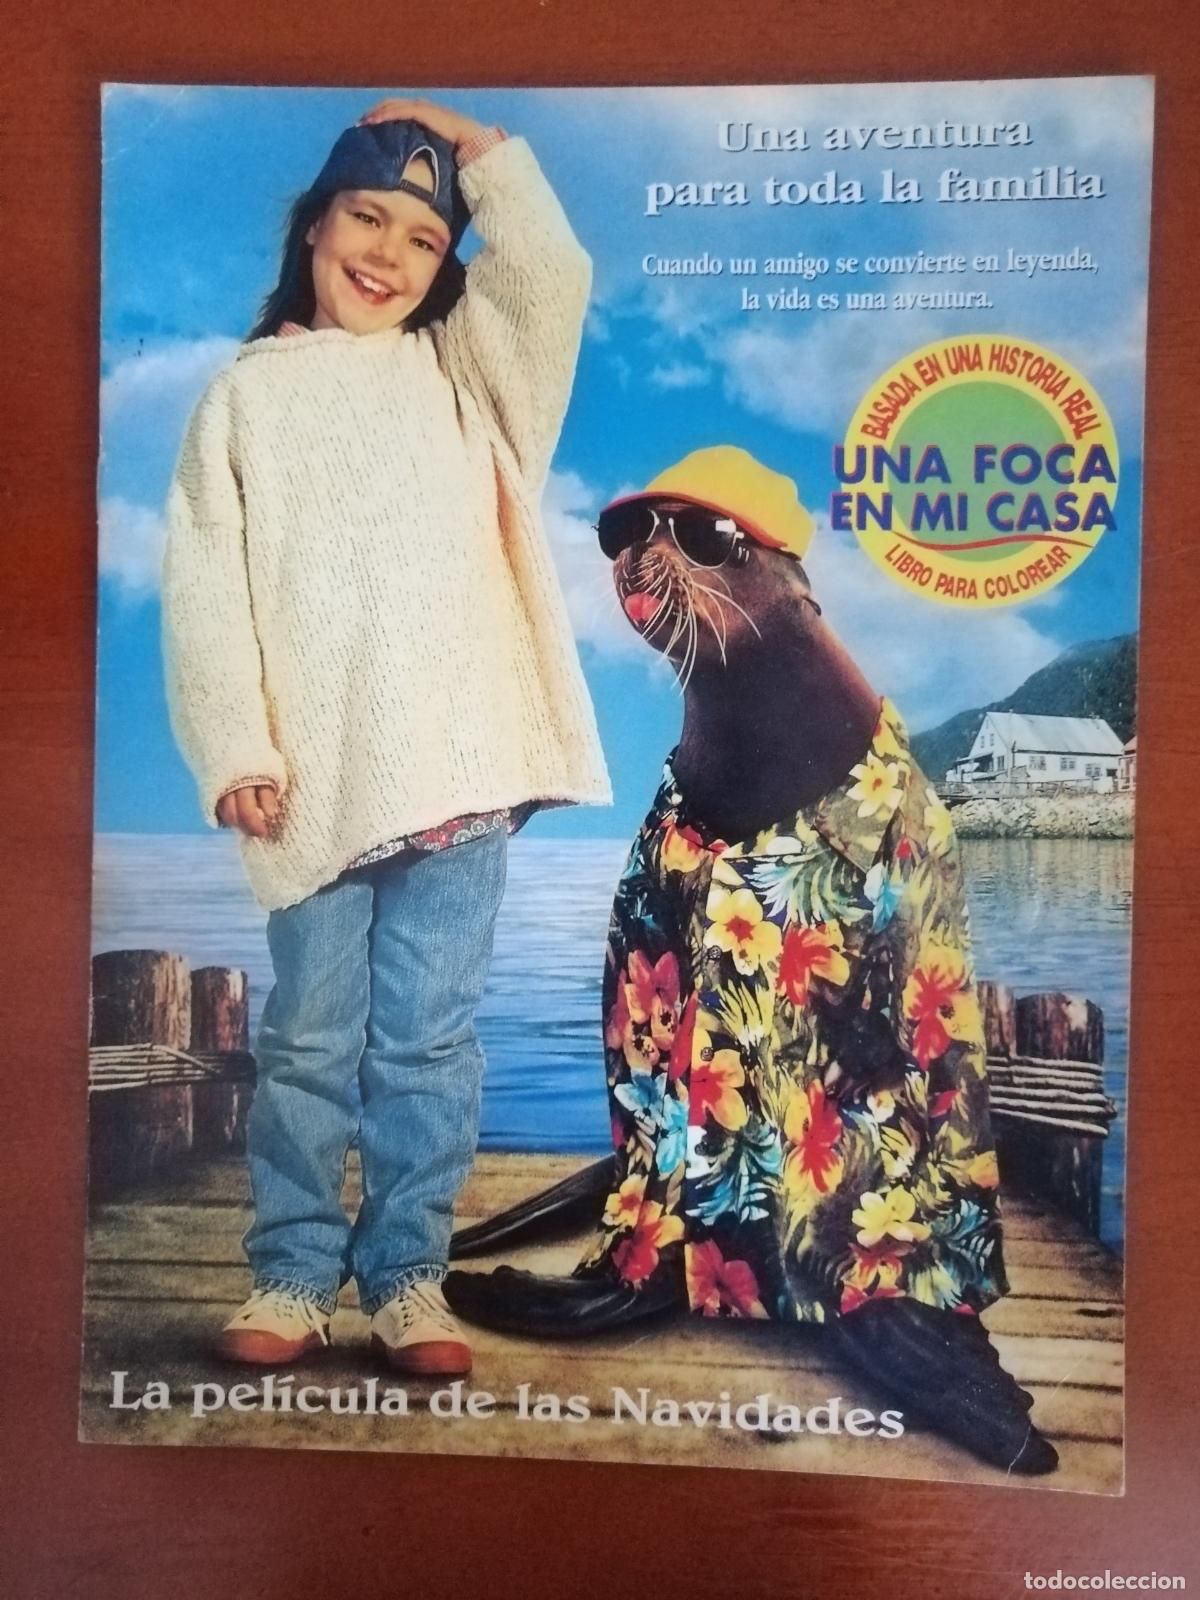 Una aventura
para toda la familia
Cuando un amigo se convierte en leyenda,
la vida es una aventura.
BASADA EN UNA HISTORIA REAL
UNA FOCA
EN MI CASA
LIBRO PARA COLOREAR
La película de las Navidades
todocoleccion